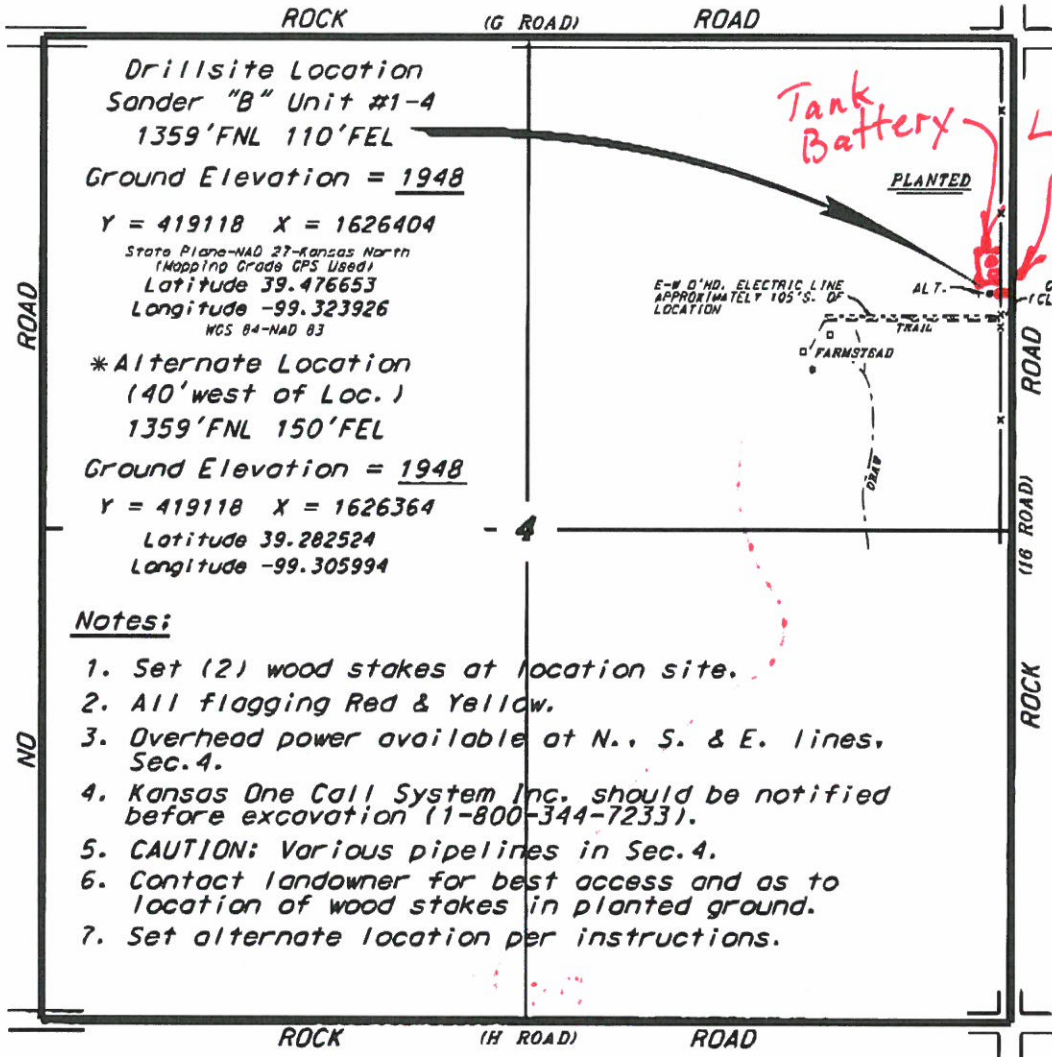 ROCK (G ROAD) ROAD
Drillsite Location
Sander "B" Unit #1-4
1359'FNL 110'FEL
Ground Elevation = 1948
Y = 419118 X = 1626404
State Plane-NAD 27-Kansas North
(Mapping Grade GPS Used)
Latitude 39.476653
Longitude -99.323926
WGS 84-NAD 83
*Alternate Location
(40'west of Loc.)
1359'FNL 150'FEL
Ground Elevation = 1948
Y = 419118 X = 1626364
Latitude 39.282524
Longitude -99.305994
Tank
Battery
L
PLANTED
ALT.
E-W O'HD. ELECTRIC LINE
APPROXIMATELY 105'S. OF
LOCATION
TRAIL
FARMSTEAD
DRAW
4
NO ROAD
ROCK (16 ROAD) ROAD
Notes:
1. Set (2) wood stakes at location site.
2. All flagging Red & Yellow.
3. Overhead power available at N., S. & E. lines,
Sec.4.
4. Kansas One Call System Inc. should be notified
before excavation (1-800-344-7233).
5. CAUTION: Various pipelines in Sec.4.
6. Contact landowner for best access and as to
location of wood stakes in planted ground.
7. Set alternate location per instructions.
ROCK (H ROAD) ROAD